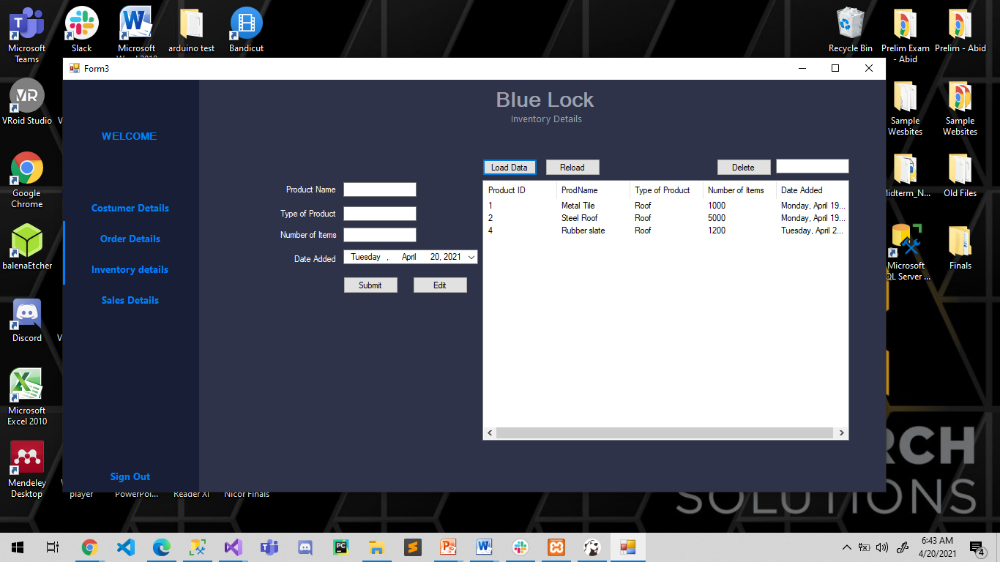 Microsoft Teams
Slack
Microsoft
arduino test
Bandicut
Recycle Bin
Prelim Exam - Abid
Prelim - Abid
Form3
VR
VRoid Studio
Google Chrome
balenaEtcher
Discord
Microsoft Excel 2010
Mendeley Desktop
WELCOME
Costumer Details
Order Details
Inventory details
Sales Details
Sign Out
Blue Lock
Inventory Details
Load Data
Reload
Delete
Product Name
Type of Product
Number of Items
Date Added
Tuesday , April 20, 2021
Submit
Edit
Product ID ProdName Type of Product Number of Items Date Added
1 Metal Tile Roof 1000 Monday, April 19...
2 Steel Roof Roof 5000 Monday, April 19...
4 Rubber slate Roof 1200 Tuesday, April 2...
Sample Wesbites
Sample Websites
Midterm_N...
Old Files
Microsoft
QL Server ...
Finals
RCH
SOLUTIONS
player
PowerPoi...
Reader XI
Nicor Finals
6:43 AM
4/20/2021
4